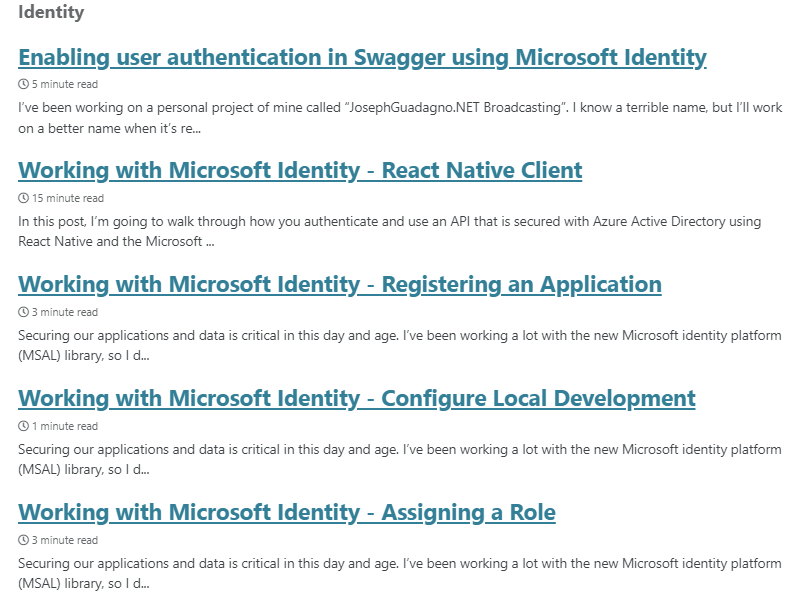 Identity
Enabling user authentication in Swagger using Microsoft Identity
5 minute read
I’ve been working on a personal project of mine called “JosephGuadagno.NET Broadcasting”. I know a terrible name, but I’ll work
on a better name when it’s re...
Working with Microsoft Identity - React Native Client
15 minute read
In this post, I’m going to walk through how you authenticate and use an API that is secured with Azure Active Directory using
React Native and the Microsoft ...
Working with Microsoft Identity - Registering an Application
3 minute read
Securing our applications and data is critical in this day and age. I’ve been working a lot with the new Microsoft identity platform
(MSAL) library, so I d...
Working with Microsoft Identity - Configure Local Development
1 minute read
Securing our applications and data is critical in this day and age. I’ve been working a lot with the new Microsoft identity platform
(MSAL) library, so I d...
Working with Microsoft Identity - Assigning a Role
3 minute read
Securing our applications and data is critical in this day and age. I’ve been working a lot with the new Microsoft identity platform
(MSAL) library, so I d...